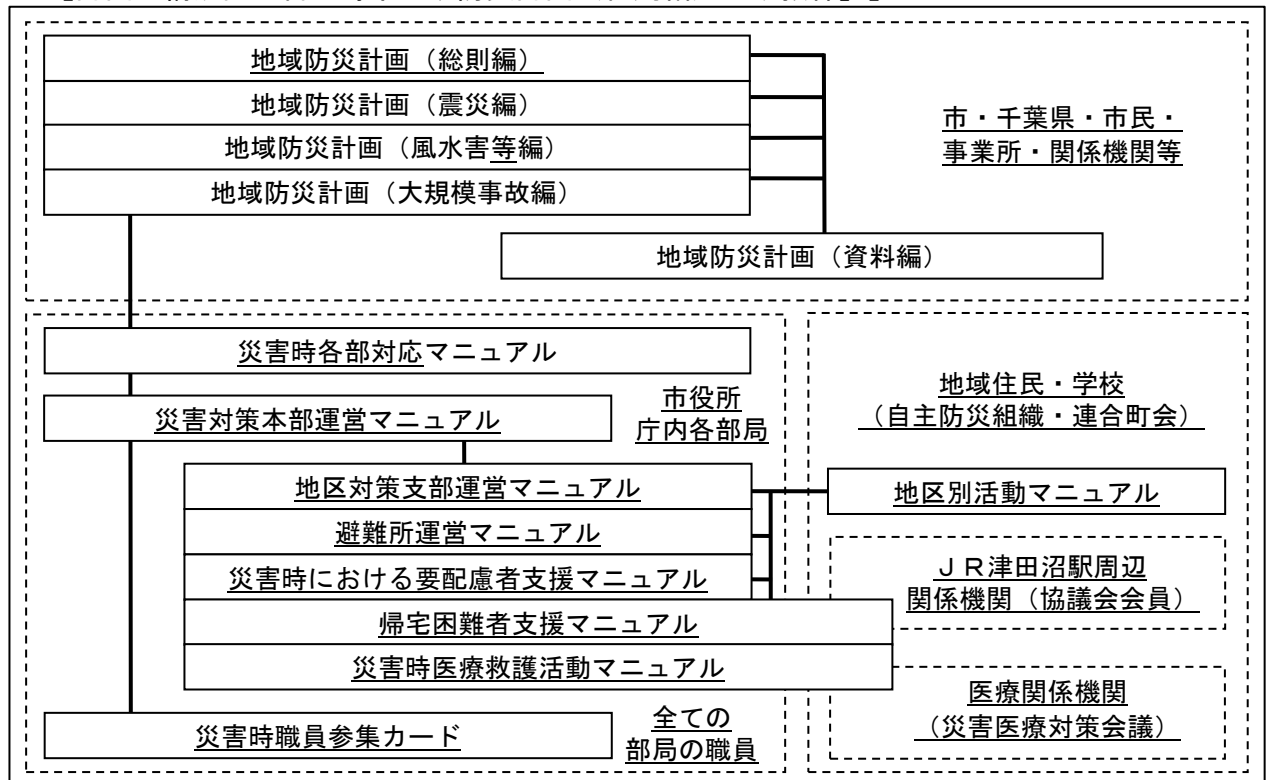 地域防災計画（総則編）
地域防災計画（震災編）
地域防災計画（風水害等編）
地域防災計画（大規模事故編）
市・千葉県・市民・
事業所・関係機関等
地域防災計画（資料編）
災害時各部対応マニュアル
災害対策本部運営マニュアル
市役所
庁内各部局
地区対策支部運営マニュアル
避難所運営マニュアル
災害時における要配慮者支援マニュアル
帰宅困難者支援マニュアル
災害時医療救護活動マニュアル
災害時職員参集カード
全ての
部局の職員
地域住民・学校
（自主防災組織・連合町会）
地区別活動マニュアル
ＪＲ津田沼駅周辺
関係機関（協議会会員）
医療関係機関
（災害医療対策会議）